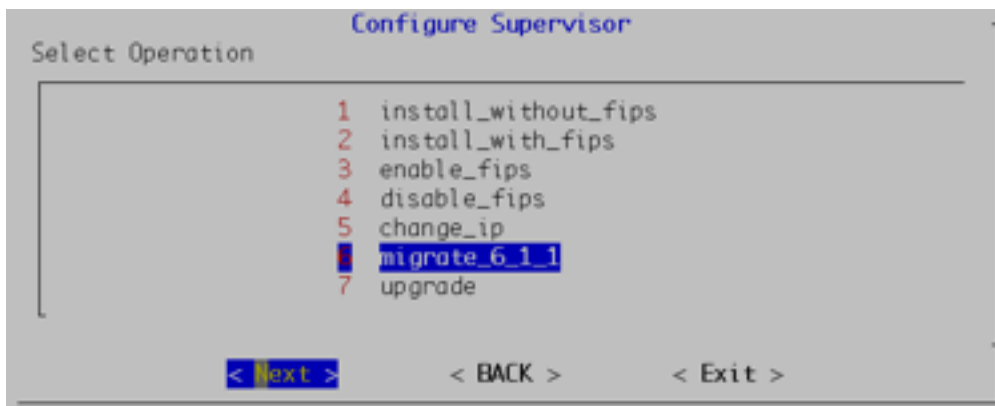 Configure Supervisor
Select Operation
1 install_without_fips
2 install_with_fips
3 enable_fips
4 disable_fips
5 change_ip
6 migrate_6_1_1
7 upgrade
< Next > < BACK > < Exit >